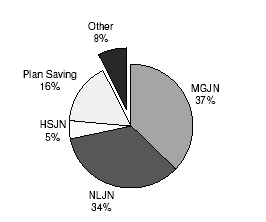 Other
8%
Plan Saving
16%
MGJN
37%
HSJN
5%
NLJN
34%